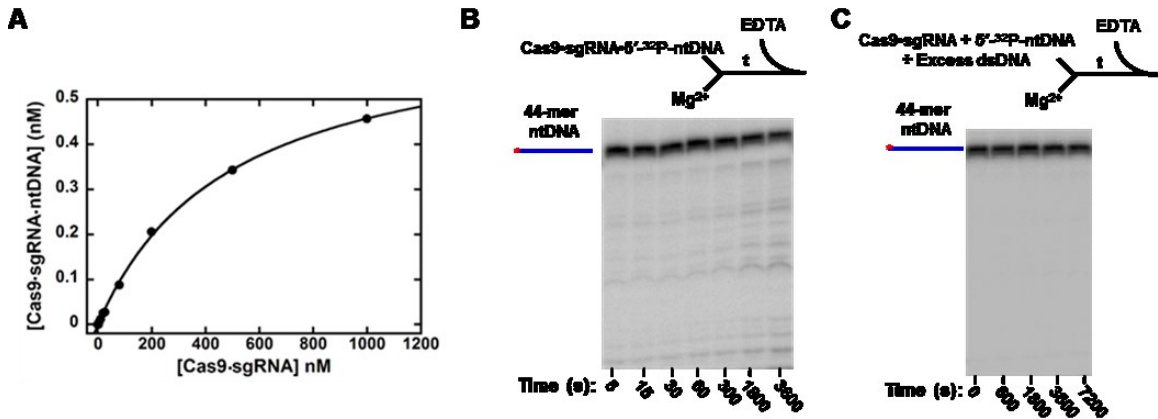 A
[Cas9·sgRNA·ntDNA] (nM)
0.5
0.4
0.3
0.2
0.1
0
0 200 400 600 800 1000 1200
[Cas9·sgRNA] nM
B
EDTA
Cas9·sgRNA·5′-³²P-ntDNA
t
Mg²⁺
44-mer
ntDNA
Time (s): 5 15 30 60 300 1800 3600
C
EDTA
Cas9·sgRNA + 5′-³²P-ntDNA
+ Excess dsDNA
t
Mg²⁺
44-mer
ntDNA
Time (s): 0 600 1800 3600 7200